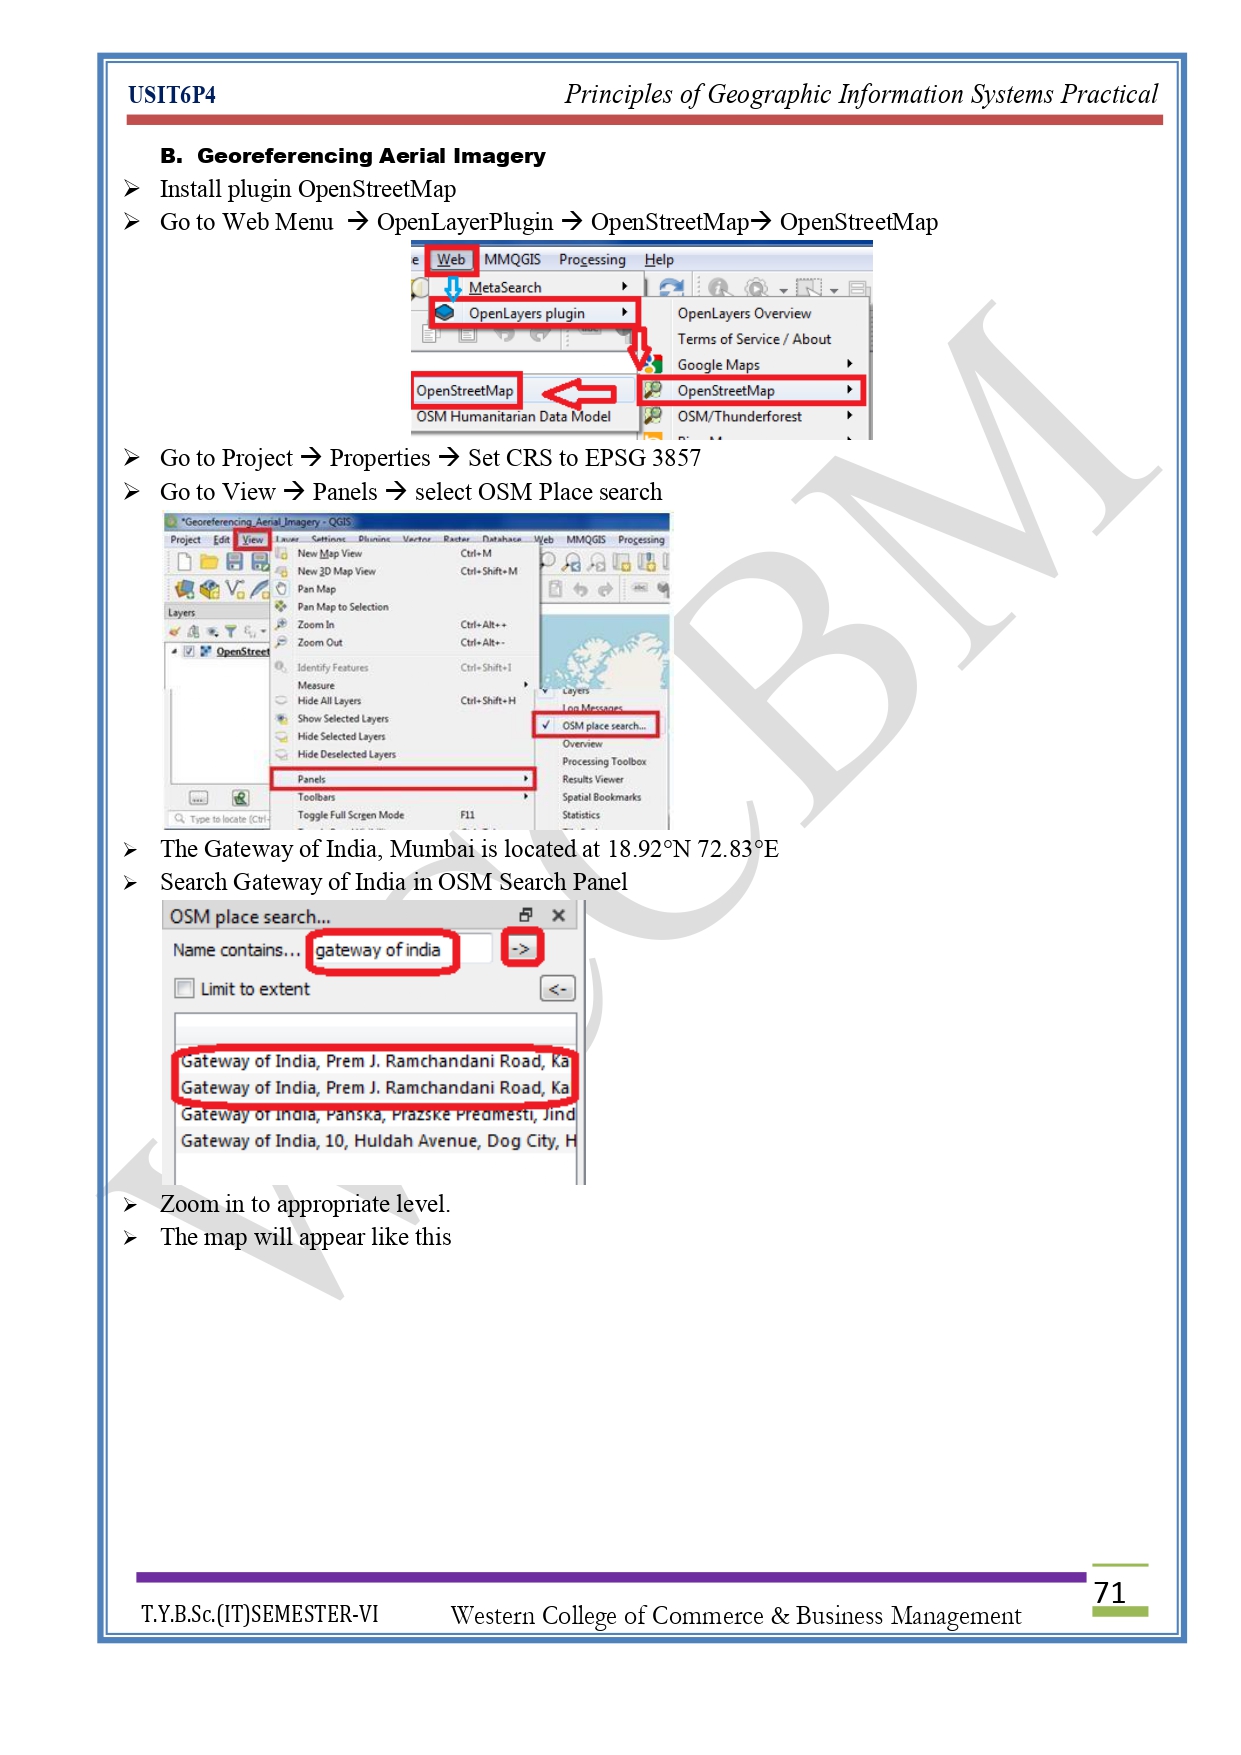 USIT6P4 Principles of Geographic Information Systems Practical
B. Georeferencing Aerial Imagery
➢ Install plugin OpenStreetMap
➢ Go to Web Menu → OpenLayerPlugin → OpenStreetMap→ OpenStreetMap
e Web MMQGIS Processing Help
MetaSearch
OpenLayers plugin
OpenLayers Overview
Terms of Service / About
Google Maps
OpenStreetMap
OpenStreetMap
OSM Humanitarian Data Model
OSM/Thunderforest
➢ Go to Project → Properties → Set CRS to EPSG 3857
➢ Go to View → Panels → select OSM Place search
*Georeferencing_Aerial_Imagery - QGIS
Project Edit View Layer Settings Plugins Vector Raster Database Web MMQGIS Processing
New Map View Ctrl+M
New 3D Map View Ctrl+Shift+M
Pan Map
Pan Map to Selection
Zoom In Ctrl+Alt++
Zoom Out Ctrl+Alt+-
Identify Features Ctrl+Shift+I
Measure
Hide All Layers Ctrl+Shift+H
Show Selected Layers
Hide Selected Layers
Hide Deselected Layers
Panels
Toolbars
Toggle Full Screen Mode F11
Layers
OpenStreet
Type to locate (Ctrl+
Layers
Log Messages
✓ OSM place search...
Overview
Processing Toolbox
Results Viewer
Spatial Bookmarks
Statistics
➢ The Gateway of India, Mumbai is located at 18.92°N 72.83°E
➢ Search Gateway of India in OSM Search Panel
OSM place search...
Name contains... gateway of india ->
Limit to extent <-
Gateway of India, Prem J. Ramchandani Road, Ka
Gateway of India, Prem J. Ramchandani Road, Ka
Gateway of India, Panská, Pražské Předměstí, Jind
Gateway of India, 10, Huldah Avenue, Dog City, H
➢ Zoom in to appropriate level.
➢ The map will appear like this
WCCBM
71
T.Y.B.Sc.(IT)SEMESTER-VI Western College of Commerce & Business Management